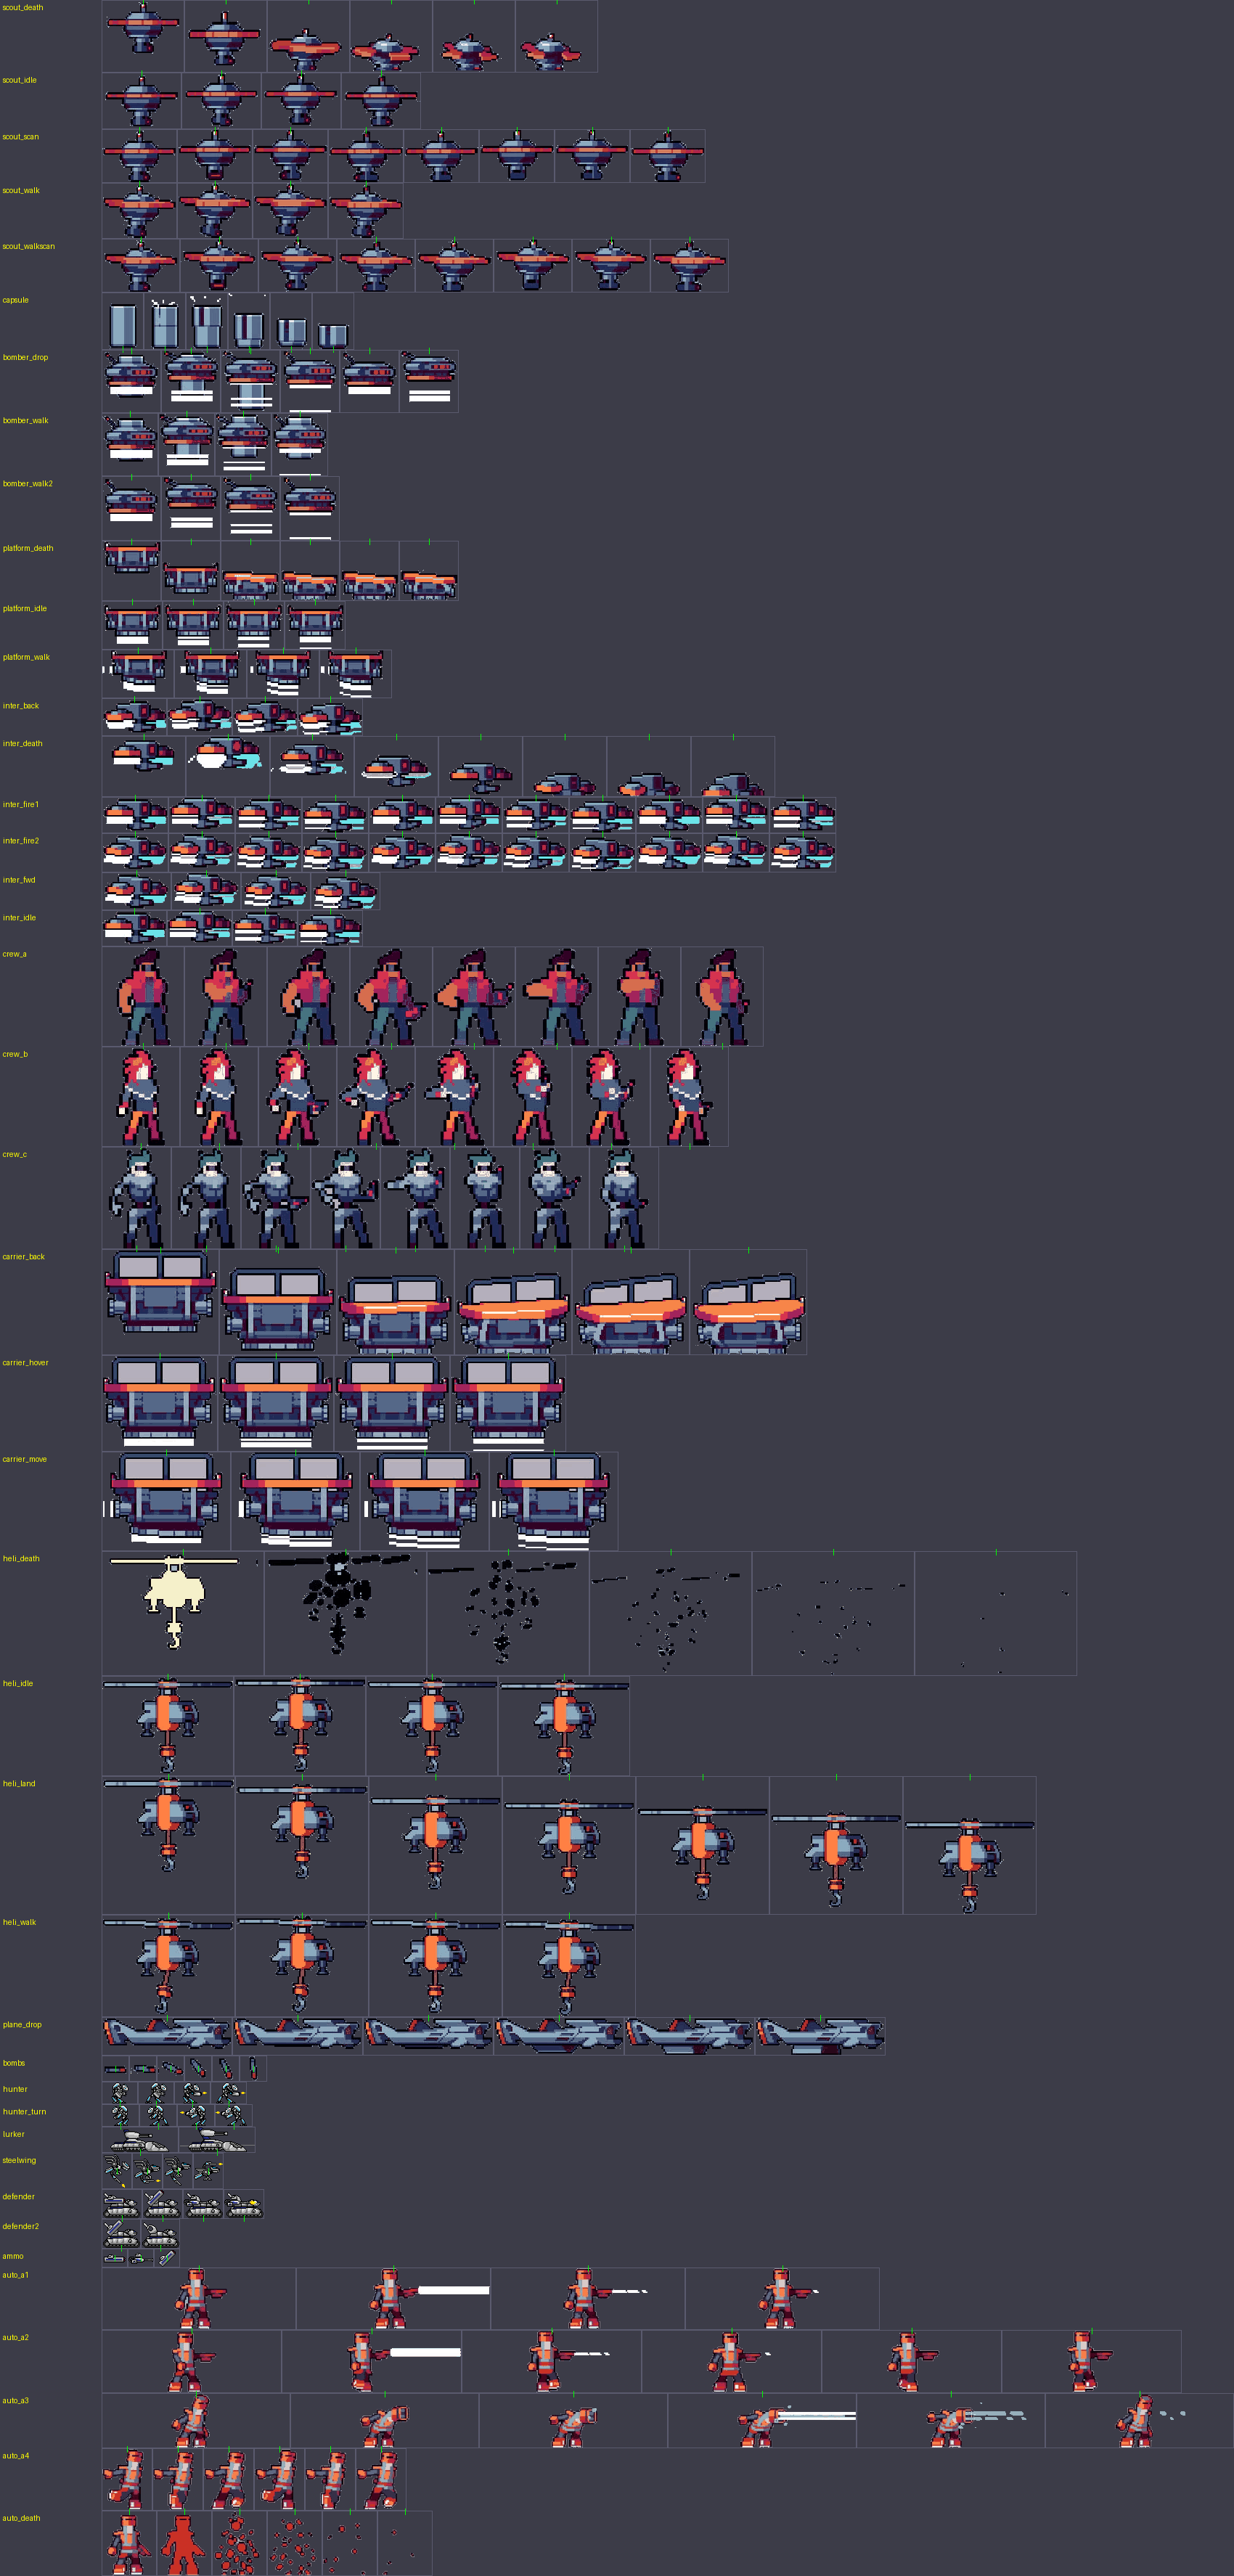 scout_death
scout_idle
scout_scan
scout_walk
scout_walkscan
capsule
bomber_drop
bomber_walk
bomber_walk2
platform_death
platform_idle
platform_walk
inter_back
inter_death
inter_fire1
inter_fire2
inter_fwd
inter_idle
crew_a
crew_b
crew_c
carrier_back
carrier_hover
carrier_move
heli_death
heli_idle
heli_land
heli_walk
plane_drop
bombs
hunter
hunter_turn
lurker
steelwing
defender
defender2
ammo
auto_a1
auto_a2
auto_a3
auto_a4
auto_death